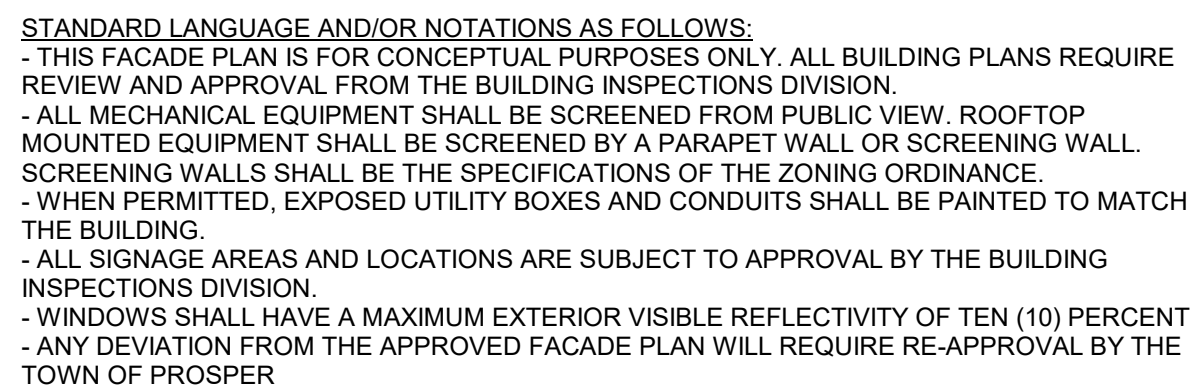 STANDARD LANGUAGE AND/OR NOTATIONS AS FOLLOWS:
- THIS FACADE PLAN IS FOR CONCEPTUAL PURPOSES ONLY. ALL BUILDING PLANS REQUIRE
REVIEW AND APPROVAL FROM THE BUILDING INSPECTIONS DIVISION.
- ALL MECHANICAL EQUIPMENT SHALL BE SCREENED FROM PUBLIC VIEW. ROOFTOP
MOUNTED EQUIPMENT SHALL BE SCREENED BY A PARAPET WALL OR SCREENING WALL.
SCREENING WALLS SHALL BE THE SPECIFICATIONS OF THE ZONING ORDINANCE.
- WHEN PERMITTED, EXPOSED UTILITY BOXES AND CONDUITS SHALL BE PAINTED TO MATCH
THE BUILDING.
- ALL SIGNAGE AREAS AND LOCATIONS ARE SUBJECT TO APPROVAL BY THE BUILDING
INSPECTIONS DIVISION.
- WINDOWS SHALL HAVE A MAXIMUM EXTERIOR VISIBLE REFLECTIVITY OF TEN (10) PERCENT
- ANY DEVIATION FROM THE APPROVED FACADE PLAN WILL REQUIRE RE-APPROVAL BY THE
TOWN OF PROSPER